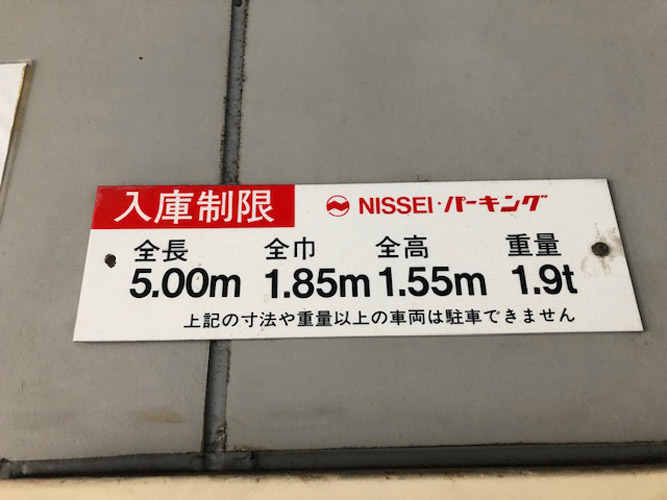 入庫制限 NISSEI・パーキング
全長 全巾 全高 重量
5.00m 1.85m 1.55m 1.9t
上記の寸法や重量以上の車両は駐車できません